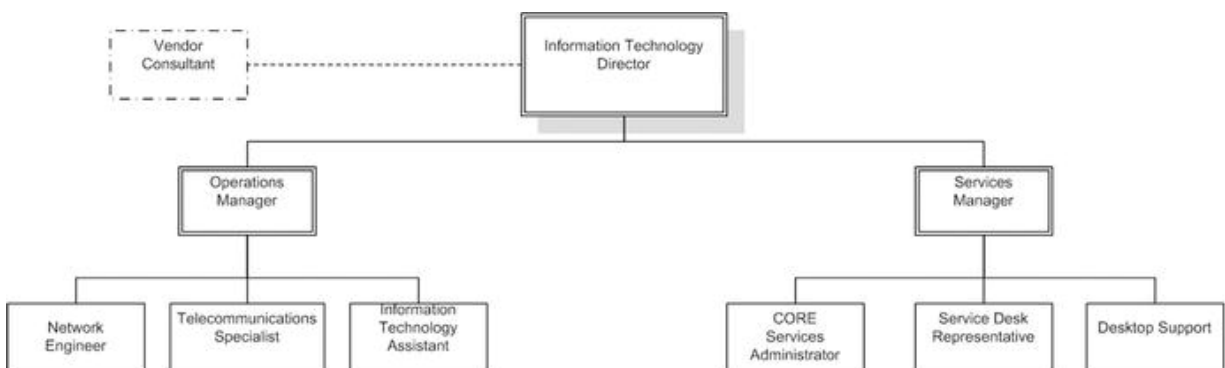 Vendor
Consultant
Information Technology
Director
Operations
Manager
Services
Manager
Network
Engineer
Telecommunications
Specialist
Information
Technology
Assistant
CORE
Services
Administrator
Service Desk
Representative
Desktop Support